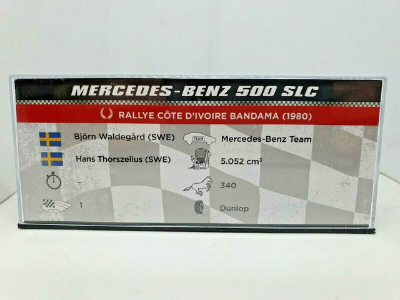 MERCEDES-BENZ 500 SLC
RALLYE CÔTE D'IVOIRE BANDAMA (1980)
Björn Waldegård (SWE)
TEAM
Mercedes-Benz Team
Hans Thorszelius (SWE)
5.052 cm³
-
340
1
Dunlop